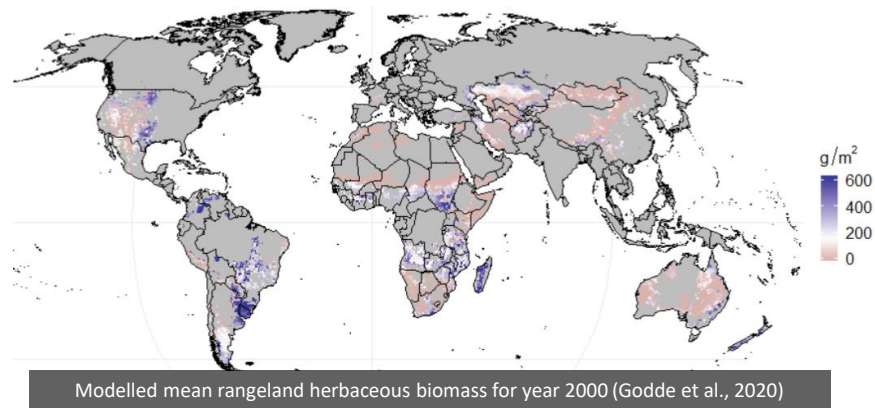 g/m²
600
400
200
0
Modelled mean rangeland herbaceous biomass for year 2000 (Godde et al., 2020)